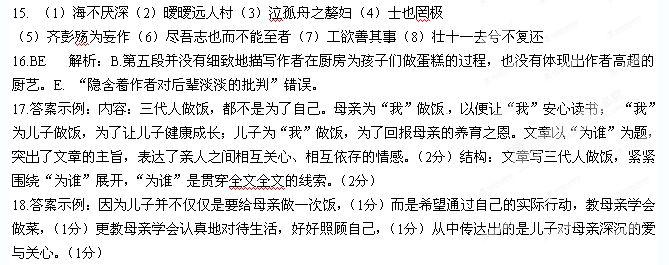 15. （1）海不厌深（2）暧暧远人村（3）泣孤舟之嫠妇（4）士也罔极
（5）齐彭殇为妄作（6）尽吾志也而不能至者（7）工欲善其事（8）壮十一去兮不复还
16.BE 解析：B.第五段并没有细致地描写作者在厨房为孩子们做蛋糕的过程，也没有体现出作者高超的
厨艺。E. “隐含着作者对后辈淡淡的批判”错误。
17.答案示例：内容：三代人做饭，都不是为了自己。母亲为“我”做饭，以便让“我”安心读书； “我”
为儿子做饭，为了让儿子健康成长；儿子为“我”做饭，为了回报母亲的养育之恩。文章以“为谁”为题，
突出了文章的主旨，表达了亲人之间相互关心、相互依存的情感。（2分）结构：文章写三代人做饭，紧紧
围绕“为谁”展开，“为谁”是贯穿全文全文的线索。（2分）
18.答案示例：因为儿子并不仅仅是要给母亲做一次饭，（1分）而是希望通过自己的实际行动，教母亲学会
做菜，（1分）更教母亲学会认真地对待生活，好好照顾自己，（1分）从中传达出的是儿子对母亲深沉的爱
与关心。（1分）